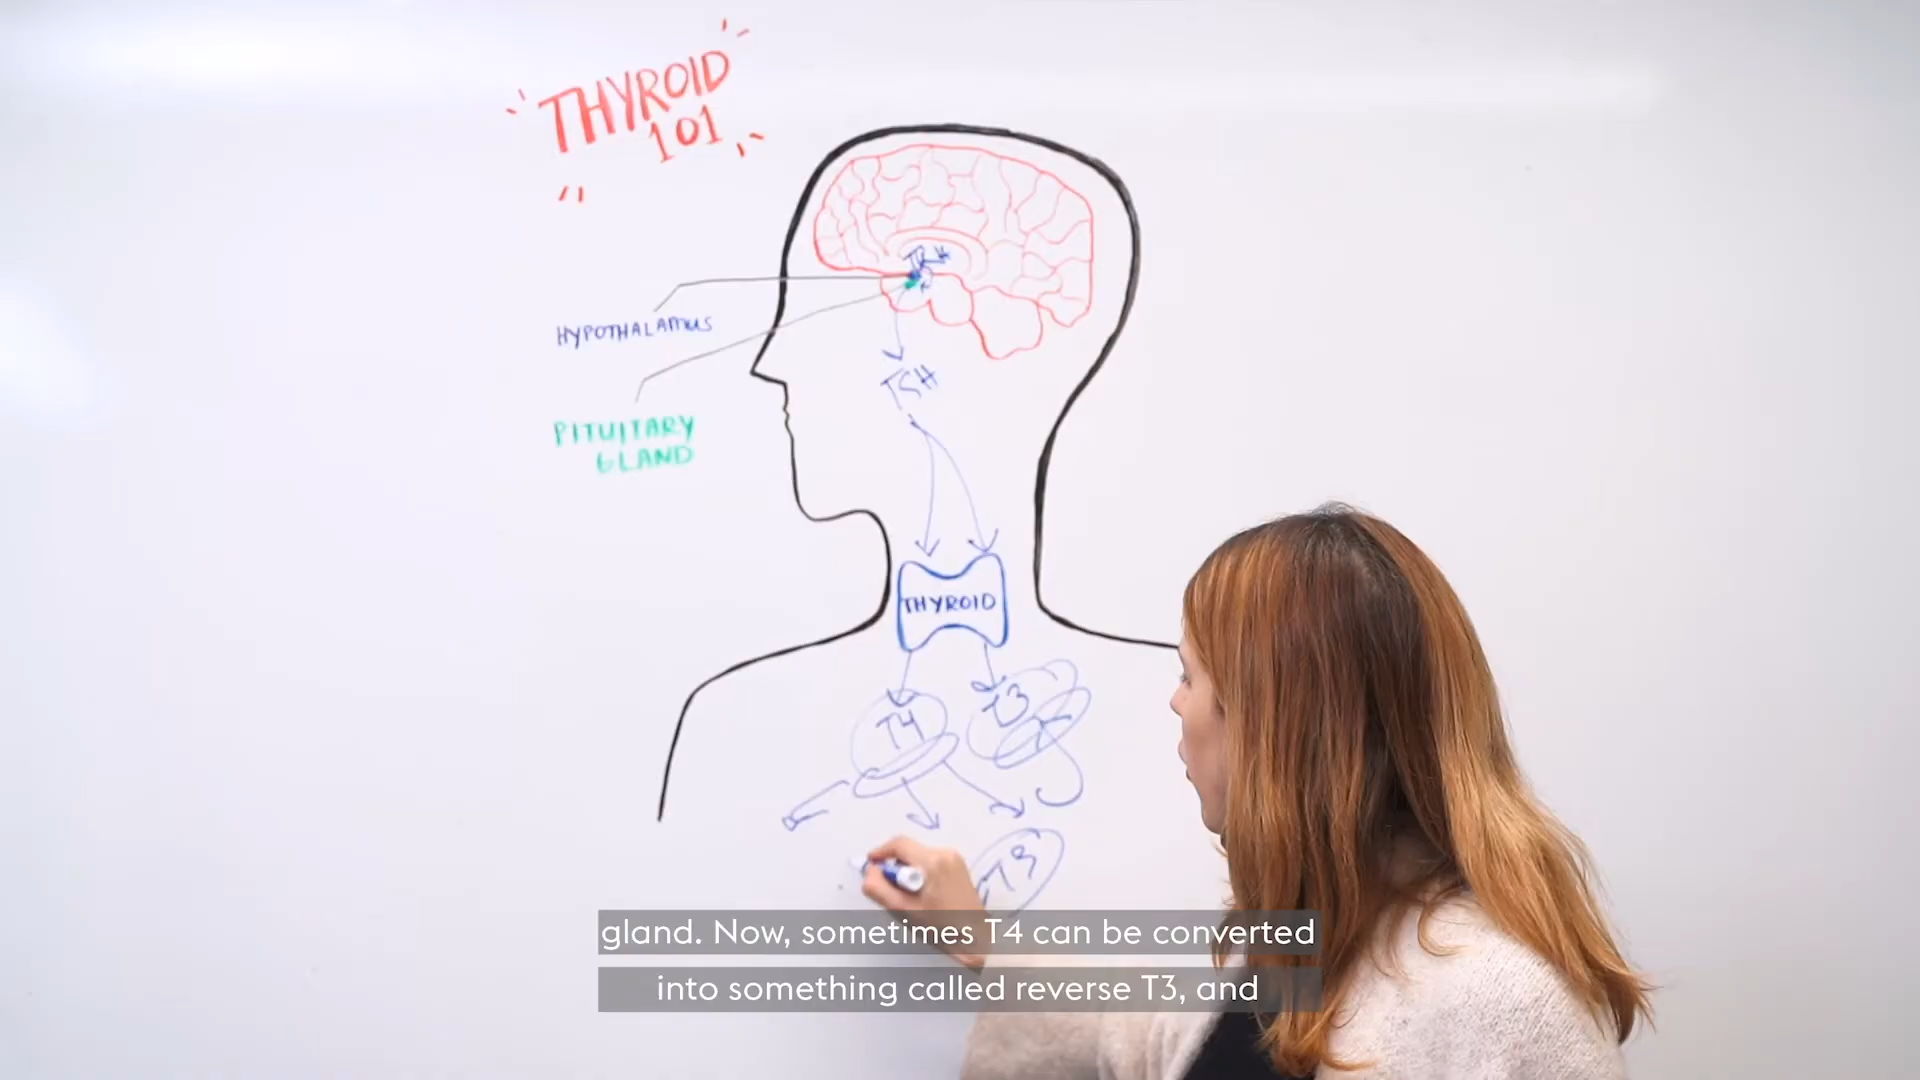 THYROID
101
TRH
HYPOTHALAMUS
TSH
PITUITARY
GLAND
THYROID
T4
T3
T3
gland. Now, sometimes T4 can be converted
into something called reverse T3, and